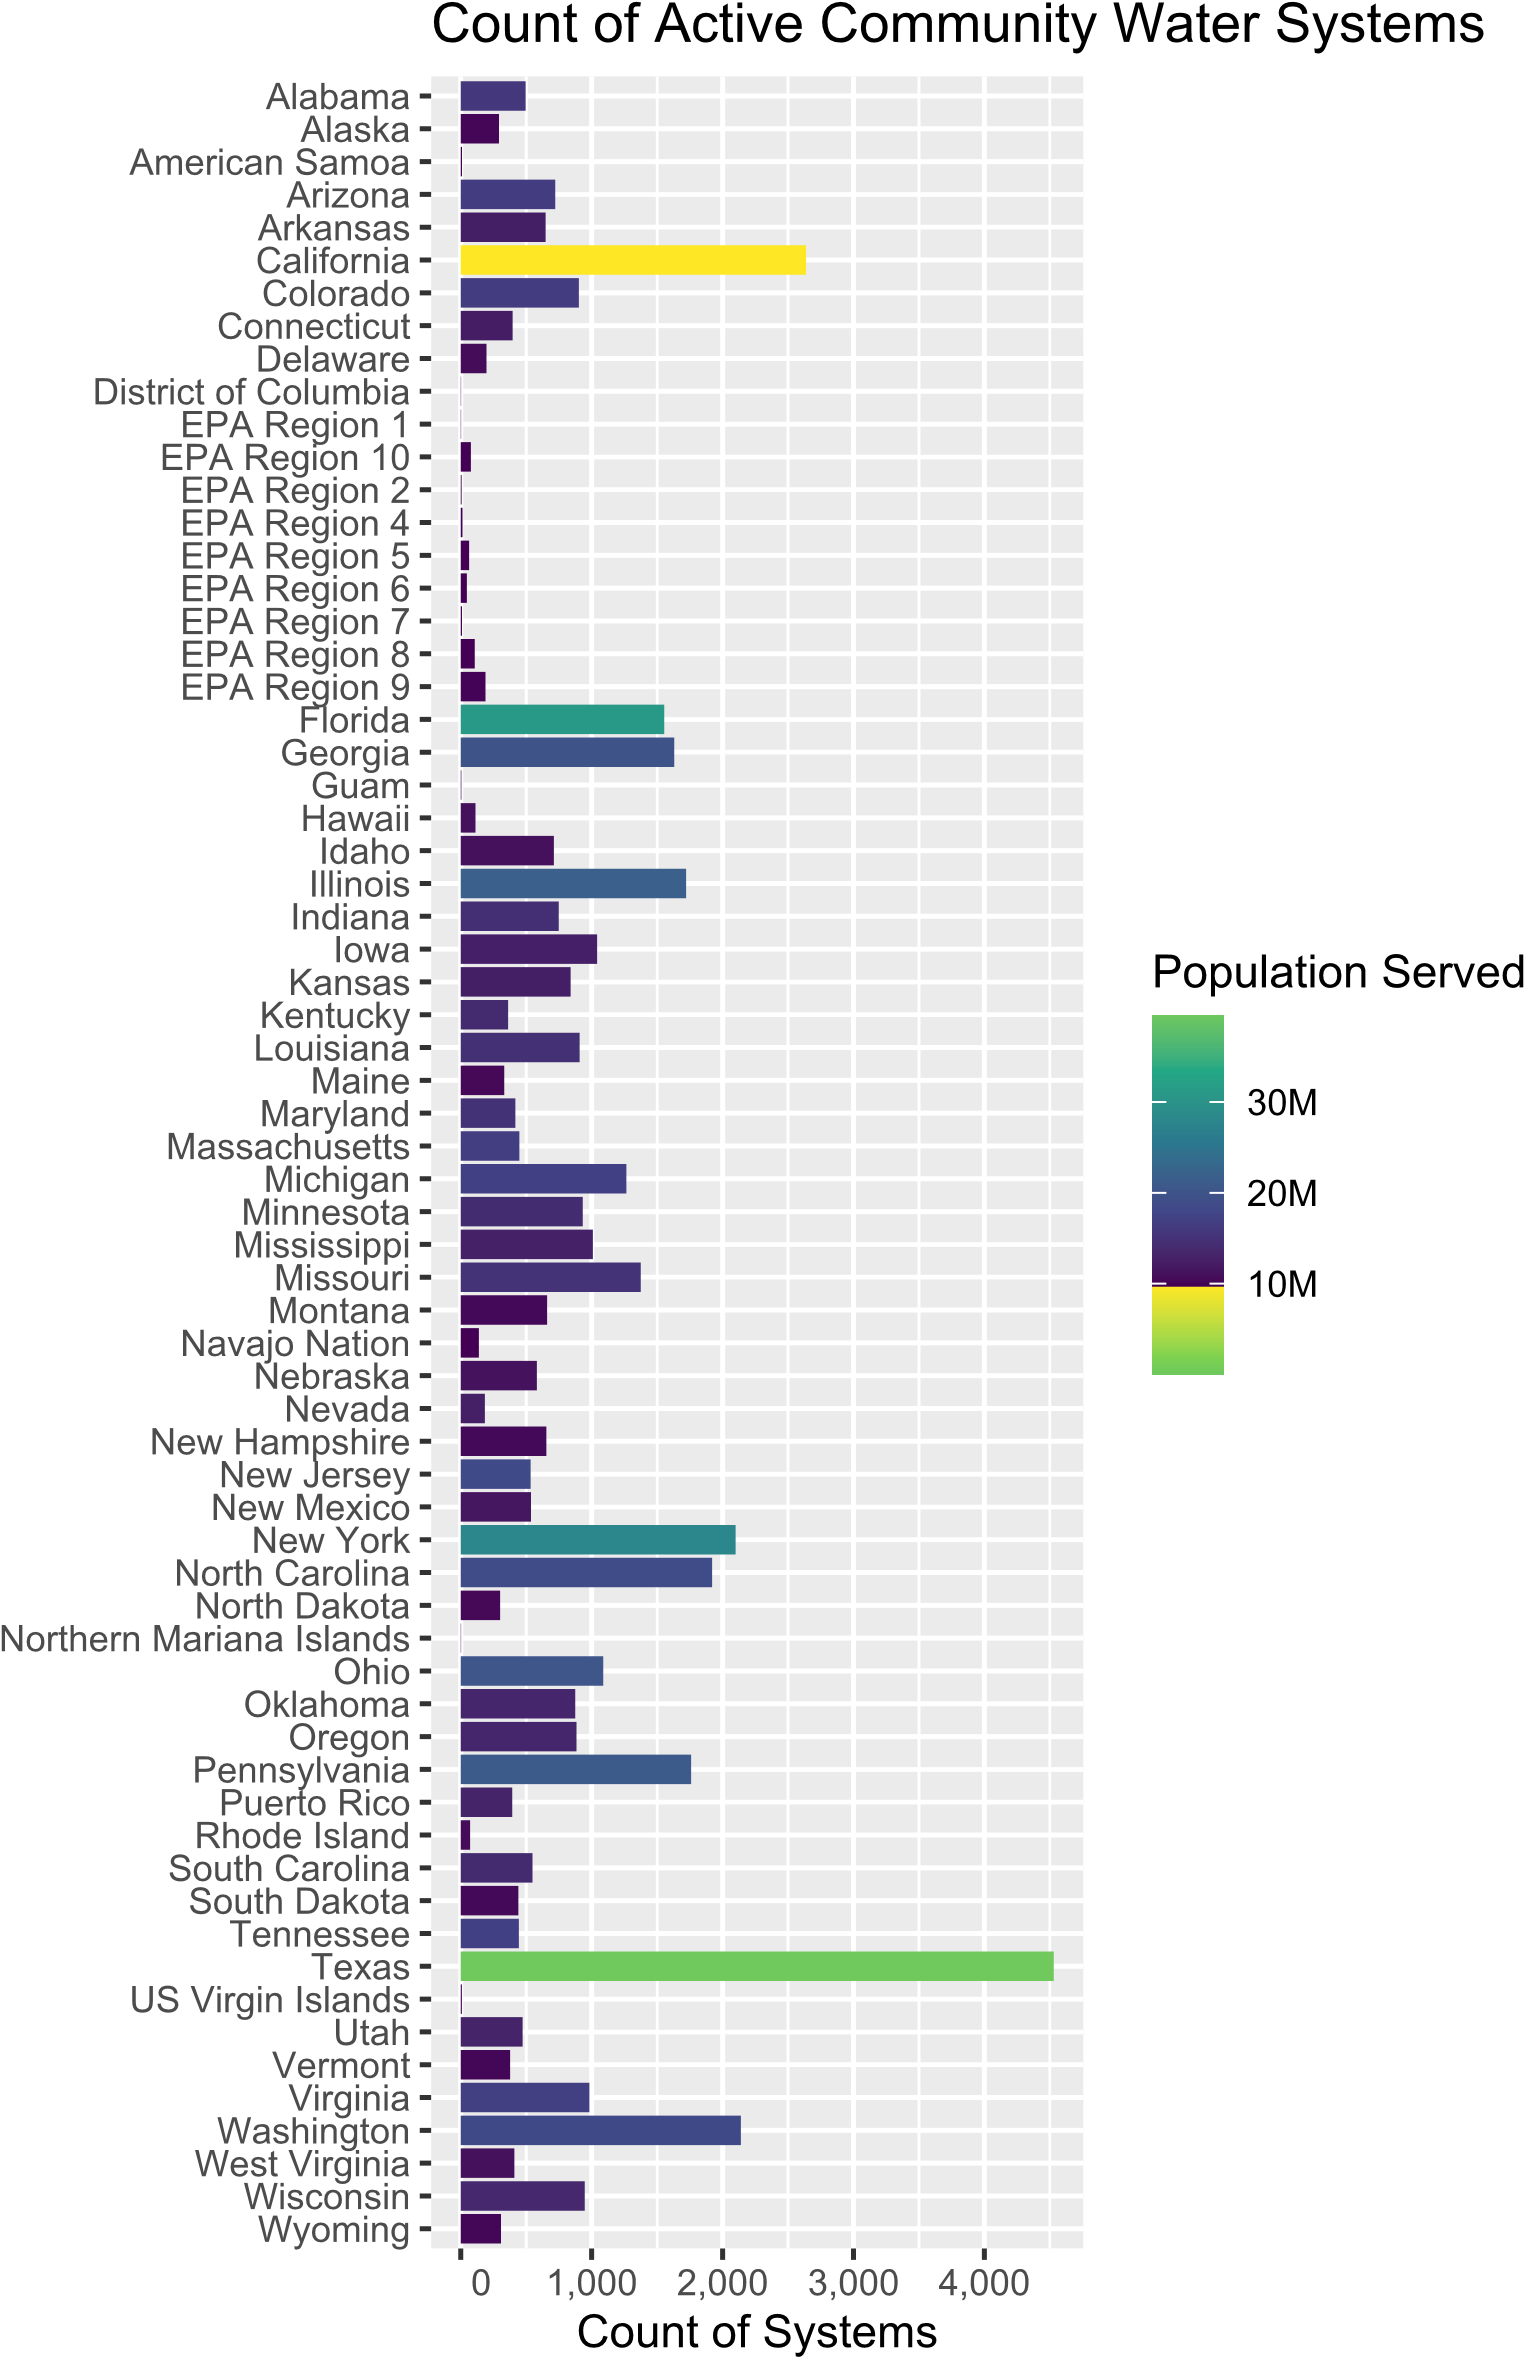 Count of Active Community Water Systems
Alabama
Alaska
American Samoa
Arizona
Arkansas
California
Colorado
Connecticut
Delaware
District of Columbia
EPA Region 1
EPA Region 10
EPA Region 2
EPA Region 4
EPA Region 5
EPA Region 6
EPA Region 7
EPA Region 8
EPA Region 9
Florida
Georgia
Guam
Hawaii
Idaho
Illinois
Indiana
Iowa
Kansas
Kentucky
Louisiana
Maine
Maryland
Massachusetts
Michigan
Minnesota
Mississippi
Missouri
Montana
Navajo Nation
Nebraska
Nevada
New Hampshire
New Jersey
New Mexico
New York
North Carolina
North Dakota
Northern Mariana Islands
Ohio
Oklahoma
Oregon
Pennsylvania
Puerto Rico
Rhode Island
South Carolina
South Dakota
Tennessee
Texas
US Virgin Islands
Utah
Vermont
Virginia
Washington
West Virginia
Wisconsin
Wyoming
0 1,000 2,000 3,000 4,000
Count of Systems
Population Served
30M
20M
10M